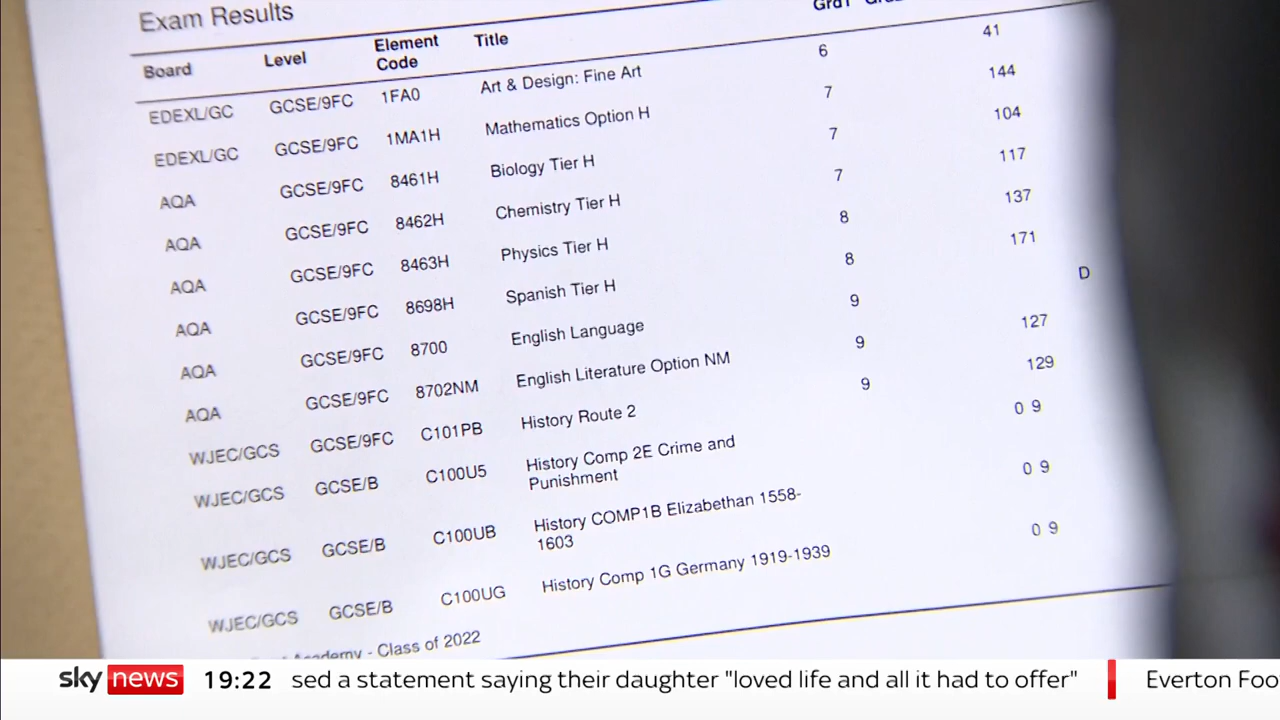 Exam Results
Board Level Element Code Title
EDEXL/GC GCSE/9FC 1FA0 Art & Design: Fine Art 6 41
EDEXL/GC GCSE/9FC 1MA1H Mathematics Option H 7 144
AQA GCSE/9FC 8461H Biology Tier H 7 104
AQA GCSE/9FC 8462H Chemistry Tier H 7 117
AQA GCSE/9FC 8463H Physics Tier H 8 137
AQA GCSE/9FC 8698H Spanish Tier H 8 171
AQA GCSE/9FC 8700 English Language 9 D
AQA GCSE/9FC 8702NM English Literature Option NM 9 127
WJEC/GCS GCSE/9FC C101PB History Route 2 9 129
WJEC/GCS GCSE/B C100U5 History Comp 2E Crime and 0 9
Punishment
WJEC/GCS GCSE/B C100UB History COMP1B Elizabethan 1558- 0 9
1603
WJEC/GCS GCSE/B C100UG History Comp 1G Germany 1919-1939 0 9
Academy - Class of 2022
sky news 19:22 sed a statement saying their daughter "loved life and all it had to offer" Everton Foo